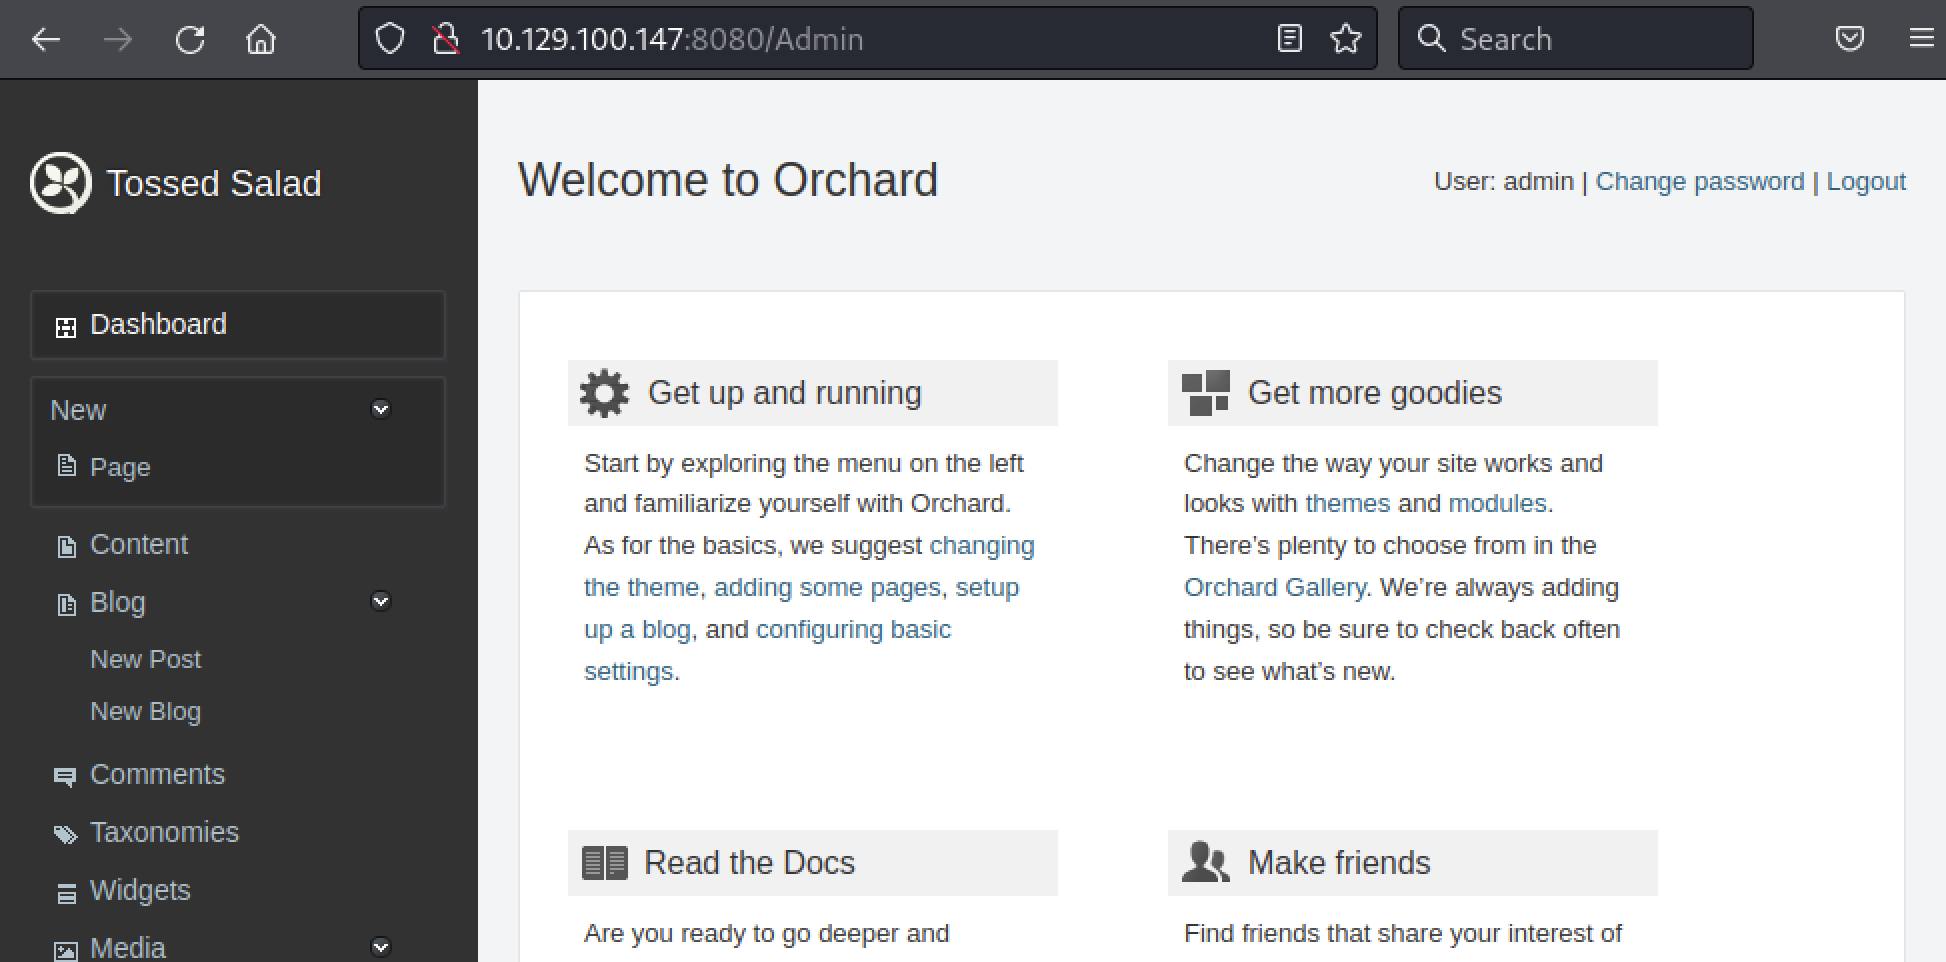 10.129.100.147:8080/Admin
Search
Tossed Salad
Dashboard
New
Page
Content
Blog
New Post
New Blog
Comments
Taxonomies
Widgets
Media
Welcome to Orchard
User: admin | Change password | Logout
Get up and running
Start by exploring the menu on the left
and familiarize yourself with Orchard.
As for the basics, we suggest changing
the theme, adding some pages, setup
up a blog, and configuring basic
settings.
Get more goodies
Change the way your site works and
looks with themes and modules.
There’s plenty to choose from in the
Orchard Gallery. We’re always adding
things, so be sure to check back often
to see what’s new.
Read the Docs
Are you ready to go deeper and
Make friends
Find friends that share your interest of